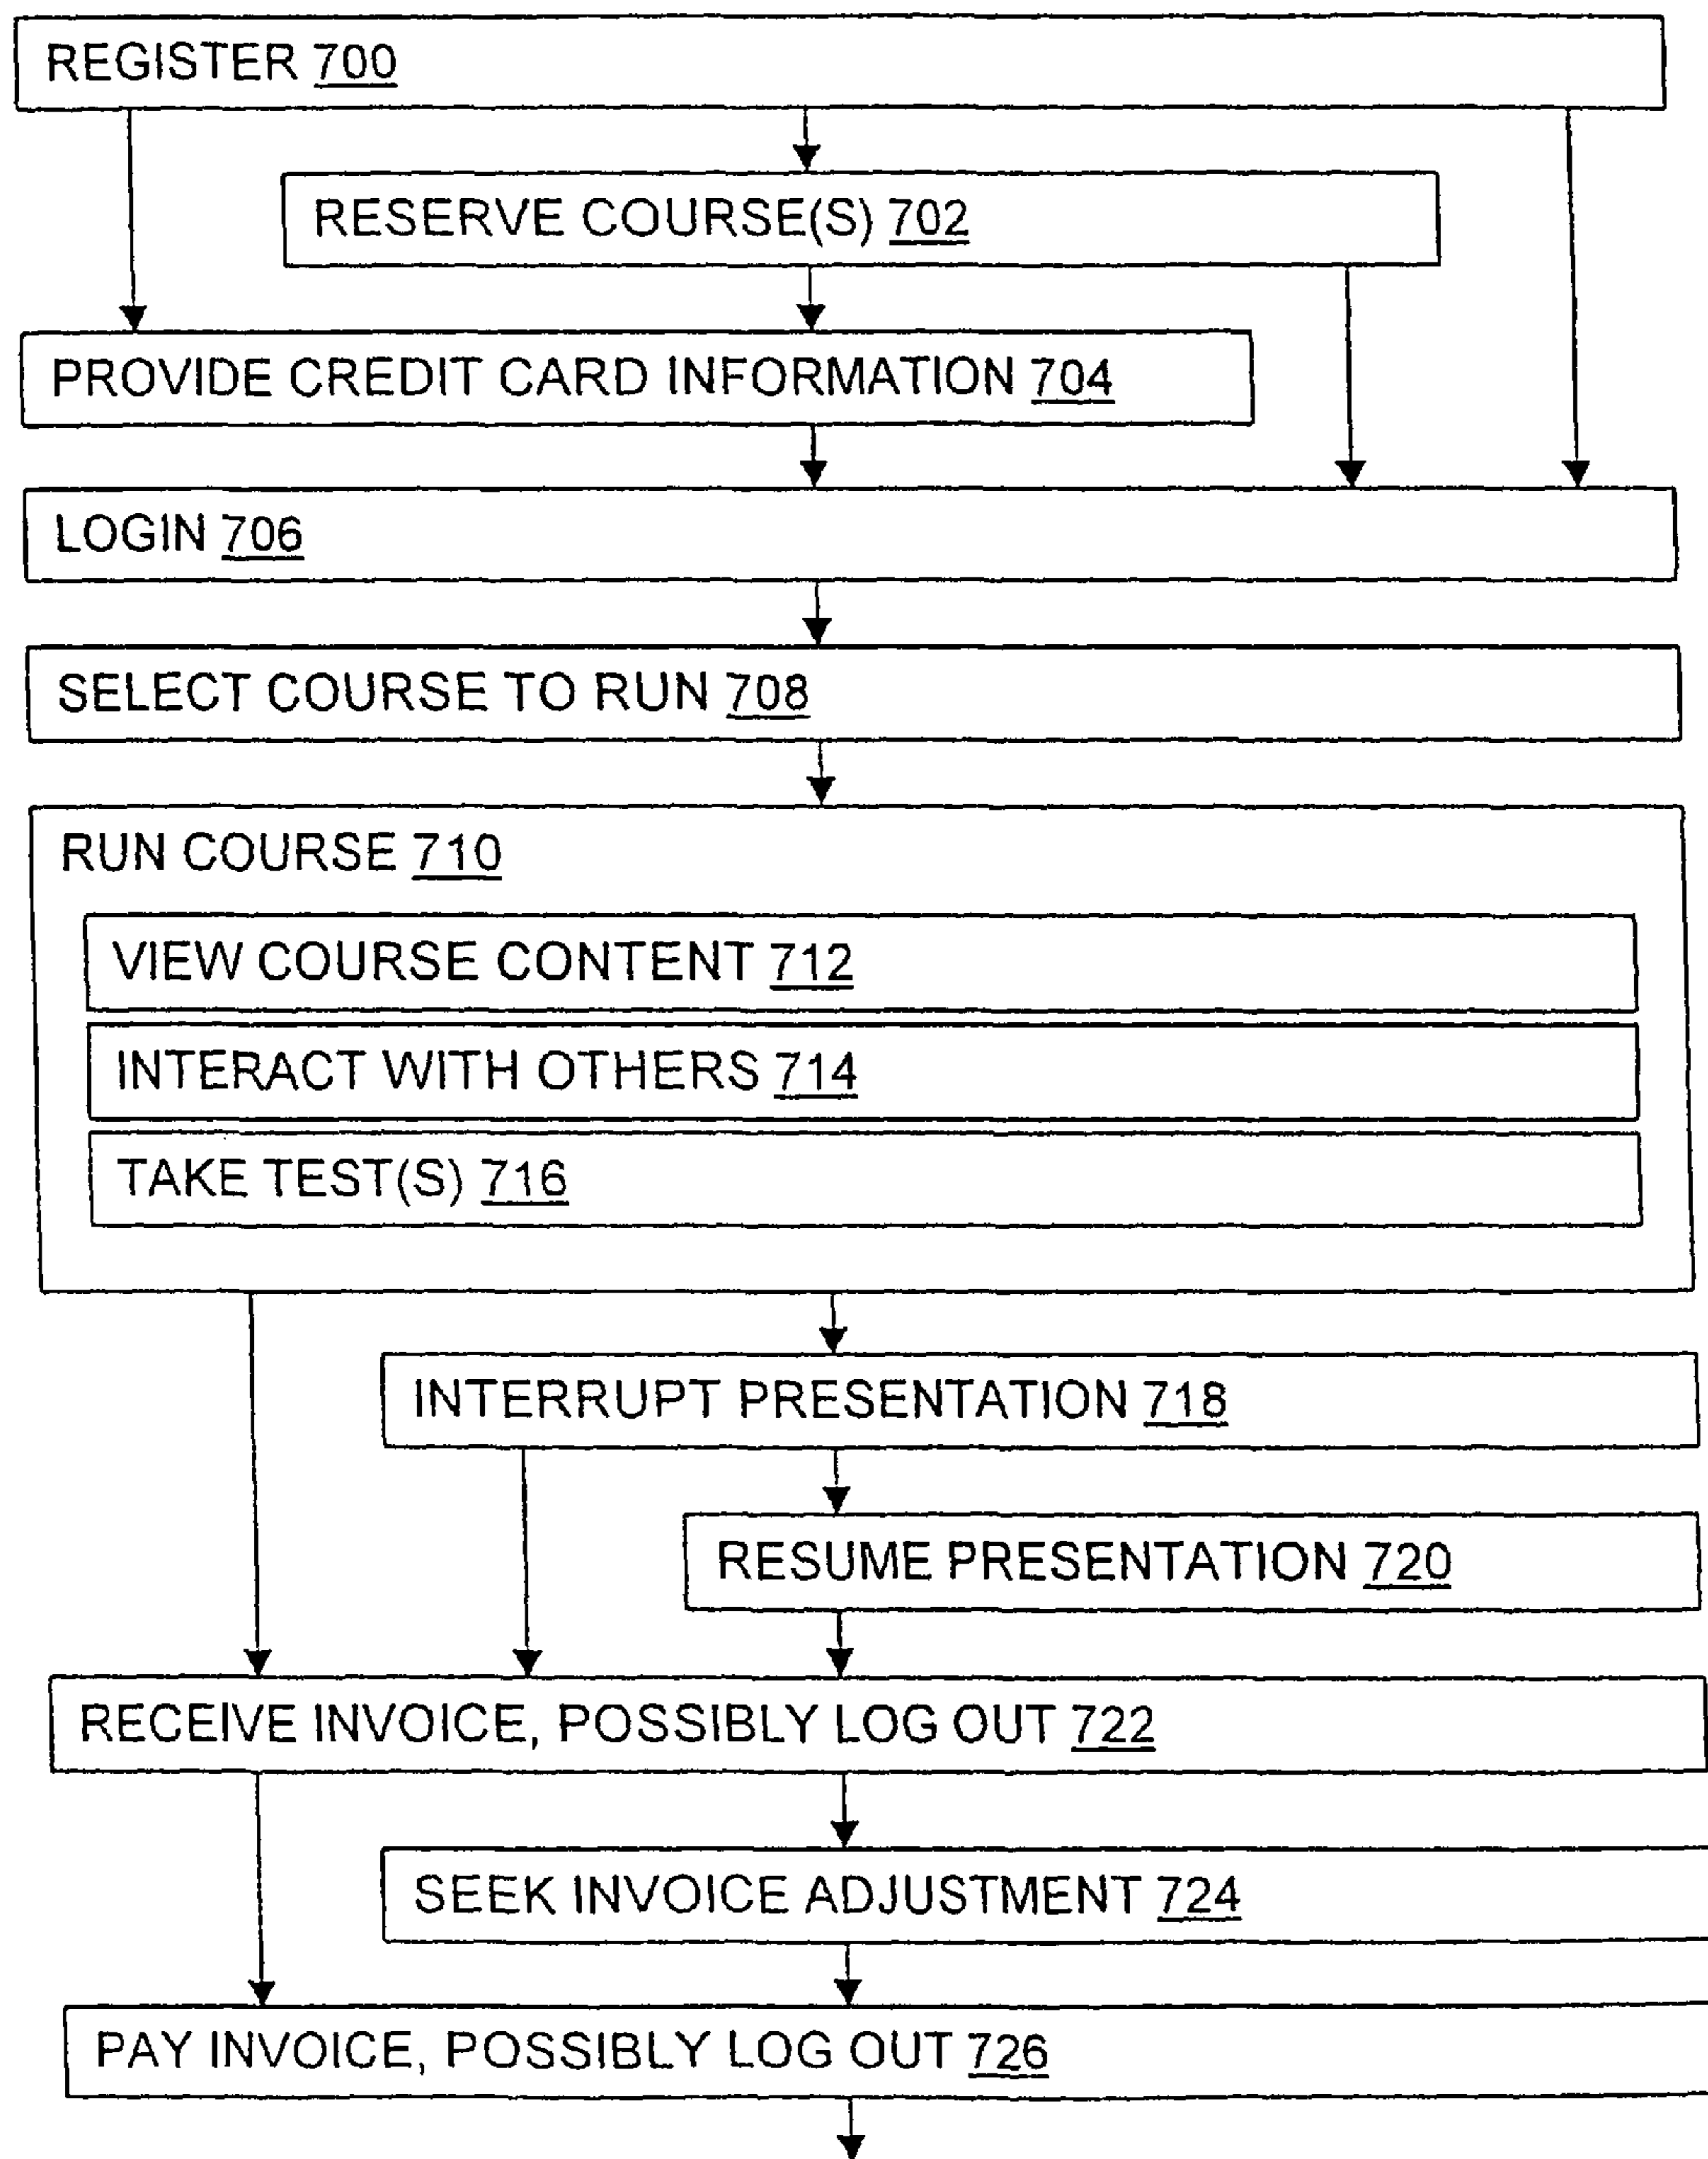 REGISTER 700
RESERVE COURSE(S) 702
PROVIDE CREDIT CARD INFORMATION 704
LOGIN 706
SELECT COURSE TO RUN 708
RUN COURSE 710
VIEW COURSE CONTENT 712
INTERACT WITH OTHERS 714
TAKE TEST(S) 716
INTERRUPT PRESENTATION 718
RESUME PRESENTATION 720
RECEIVE INVOICE, POSSIBLY LOG OUT 722
SEEK INVOICE ADJUSTMENT 724
PAY INVOICE, POSSIBLY LOG OUT 726